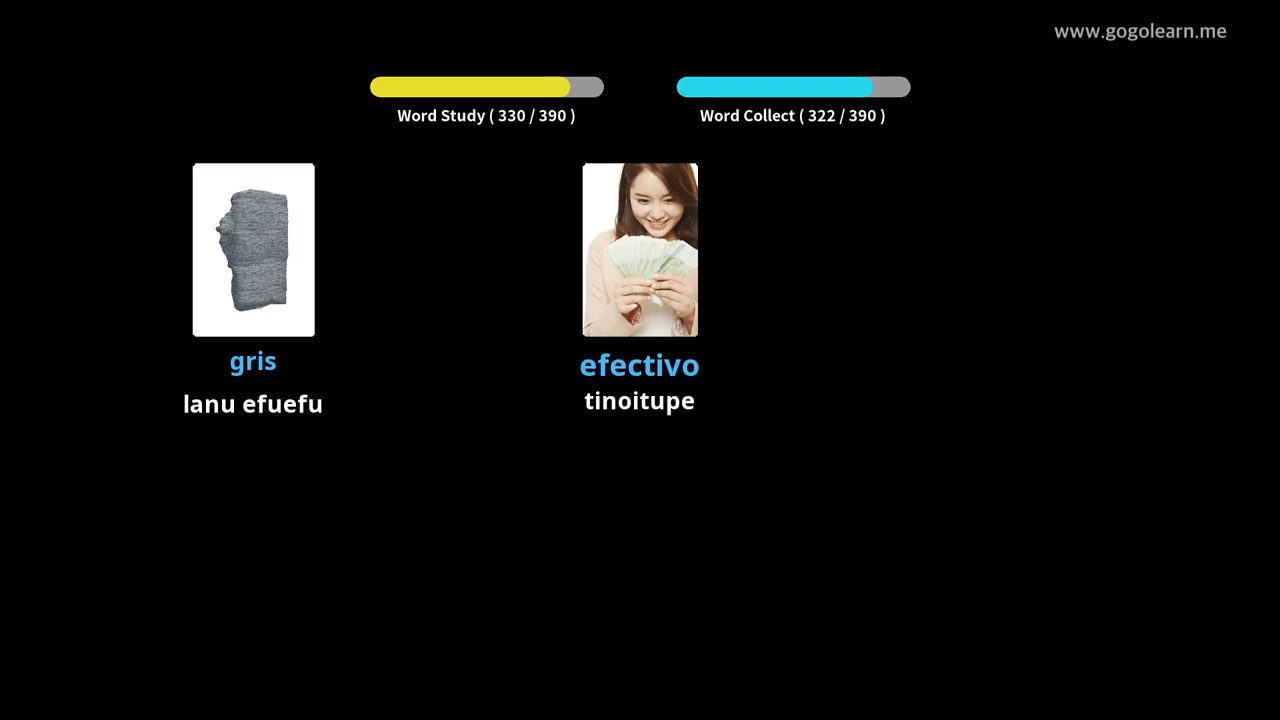 www.gogolearn.me
Word Study ( 330 / 390 )
Word Collect ( 322 / 390 )
gris
lanu efuefu
efectivo
tinoitupe